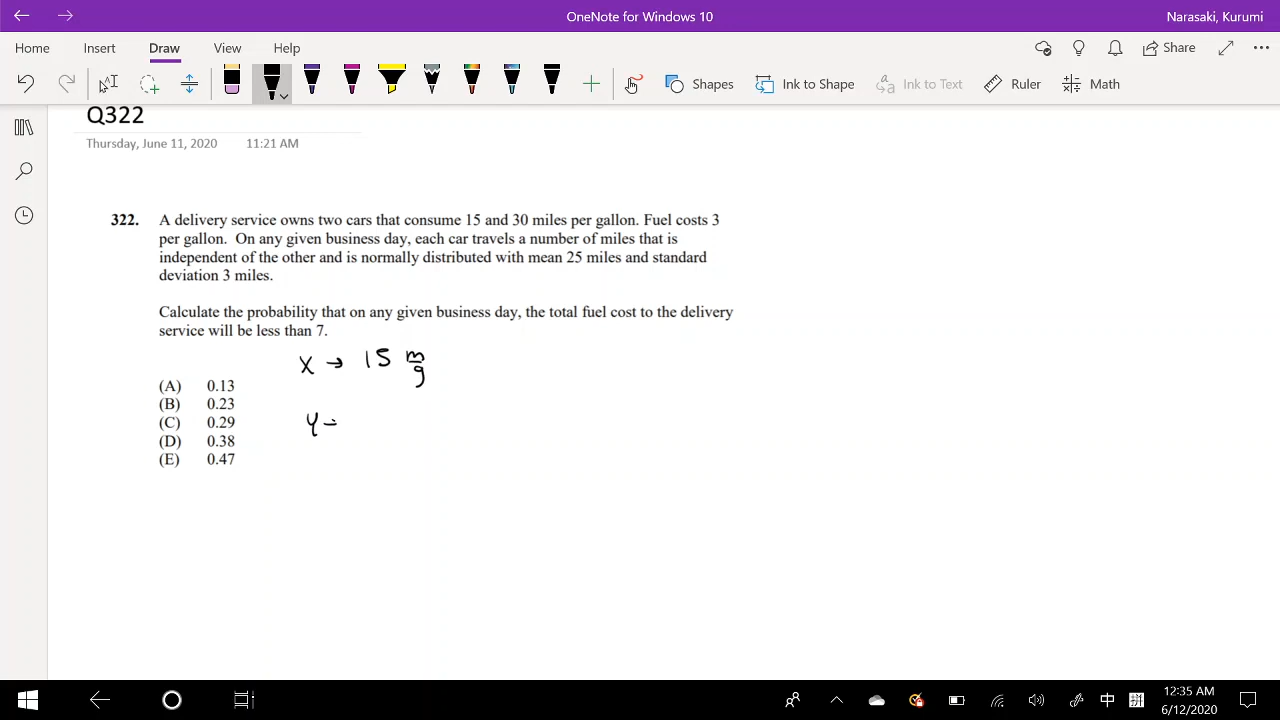 OneNote for Windows 10
Narasaki, Kurumi
Home Insert Draw View Help
Share
Shapes Ink to Shape Ink to Text Ruler Math
Q322
Thursday, June 11, 2020 11:21 AM
322. A delivery service owns two cars that consume 15 and 30 miles per gallon. Fuel costs 3
per gallon. On any given business day, each car travels a number of miles that is
independent of the other and is normally distributed with mean 25 miles and standard
deviation 3 miles.
Calculate the probability that on any given business day, the total fuel cost to the delivery
service will be less than 7.
X → 15 m/g
(A) 0.13
(B) 0.23
(C) 0.29
Y -
(D) 0.38
(E) 0.47
12:35 AM
中 拼
6/12/2020